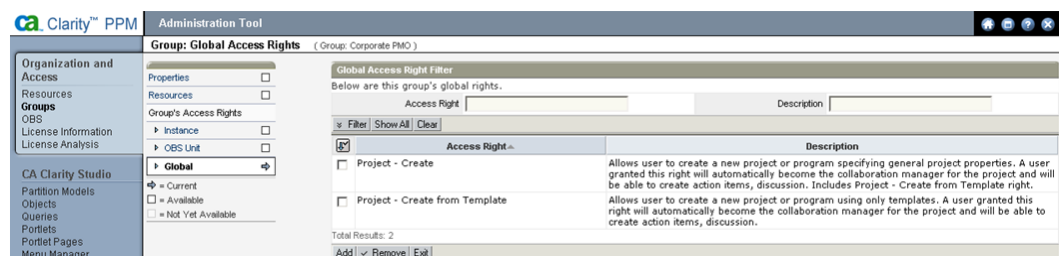 ca. Clarity™ PPM
Administration Tool
Group: Global Access Rights ( Group: Corporate PMO )
Organization and
Access
Resources
Groups
OBS
License Information
License Analysis
CA Clarity Studio
Partition Models
Objects
Queries
Portlets
Portlet Pages
Menu Manager
Properties
Resources
Group's Access Rights
Instance
OBS Unit
Global
= Current
= Available
= Not Yet Available
Global Access Right Filter
Below are this group's global rights.
Access Right
Description
Filter Show All Clear
Access Right Description
Project - Create
Allows user to create a new project or program specifying general project properties. A user
granted this right will automatically become the collaboration manager for the project and will
be able to create action items, discussion. Includes Project - Create from Template right.
Project - Create from Template
Allows user to create a new project or program using only templates. A user granted this
right will automatically become the collaboration manager for the project and will be able to
create action items, discussion.
Total Results: 2
Add Remove Exit